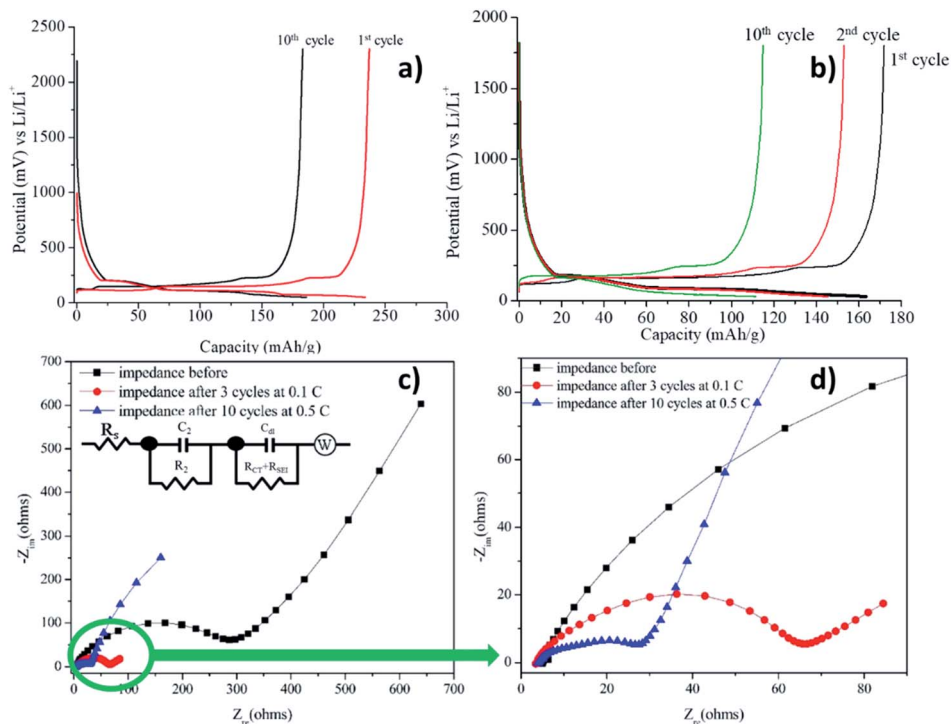 a)
10th cycle
1st cycle
2500
2000
1500
1000
500
0
Potential (mV) vs Li/Li+
0 50 100 150 200 250 300
Capacity (mAh/g)
b)
10th cycle
2nd cycle
1st cycle
2000
1500
1000
500
0
Potential (mV) vs Li/Li+
0 20 40 60 80 100 120 140 160 180
Capacity (mAh/g)
c)
impedance before
impedance after 3 cycles at 0.1 C
impedance after 10 cycles at 0.5 C
Rs
C2
R2
Cdl
RCT+RSEI
W
700
600
500
400
300
200
100
0
-Zim(ohms)
0 100 200 300 400 500 600 700
Zre(ohms)
d)
impedance before
impedance after 3 cycles at 0.1 C
impedance after 10 cycles at 0.5 C
80
60
40
20
0
-Zim(ohms)
0 20 40 60 80
Zre(ohms)